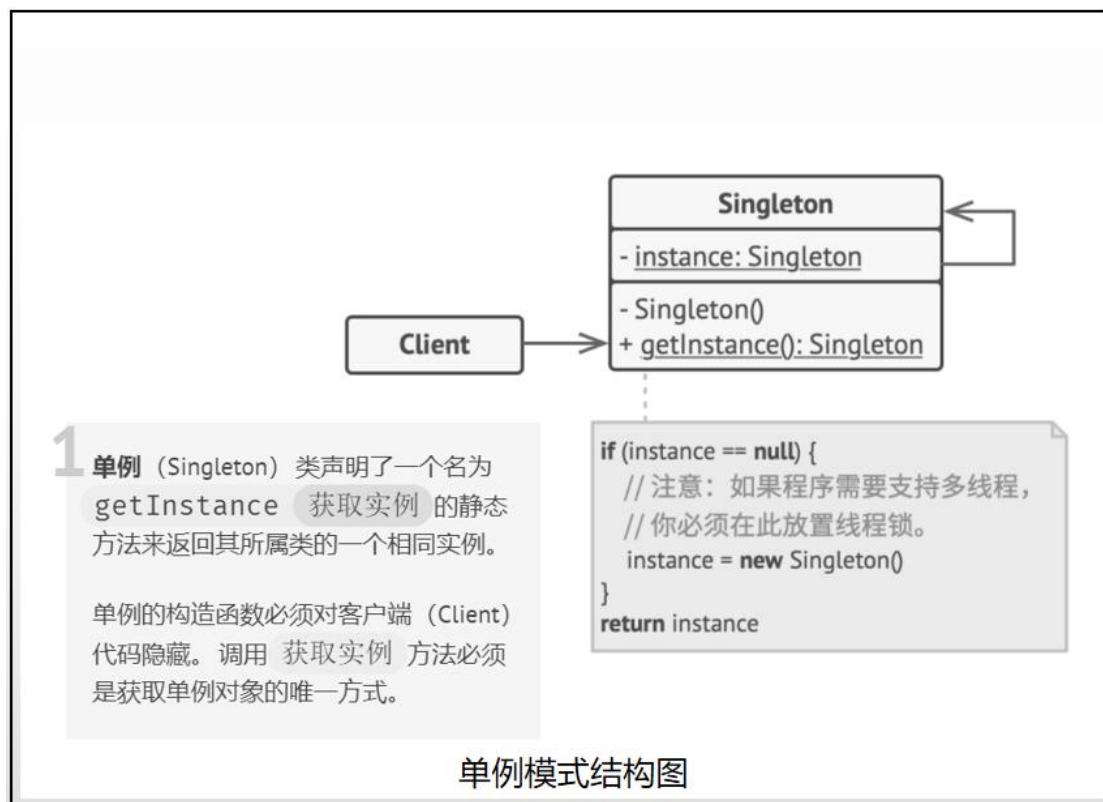 Singleton
- instance: Singleton
- Singleton()
+ getInstance(): Singleton
Client
1
单例（Singleton）类声明了一个名为
getInstance 获取实例 的静态
方法来返回其所属类的一个相同实例。
单例的构造函数必须对客户端（Client）
代码隐藏。调用 获取实例 方法必须
是获取单例对象的唯一方式。
if (instance == null) {
// 注意：如果程序需要支持多线程，
// 你必须在此放置线程锁。
instance = new Singleton()
}
return instance
单例模式结构图